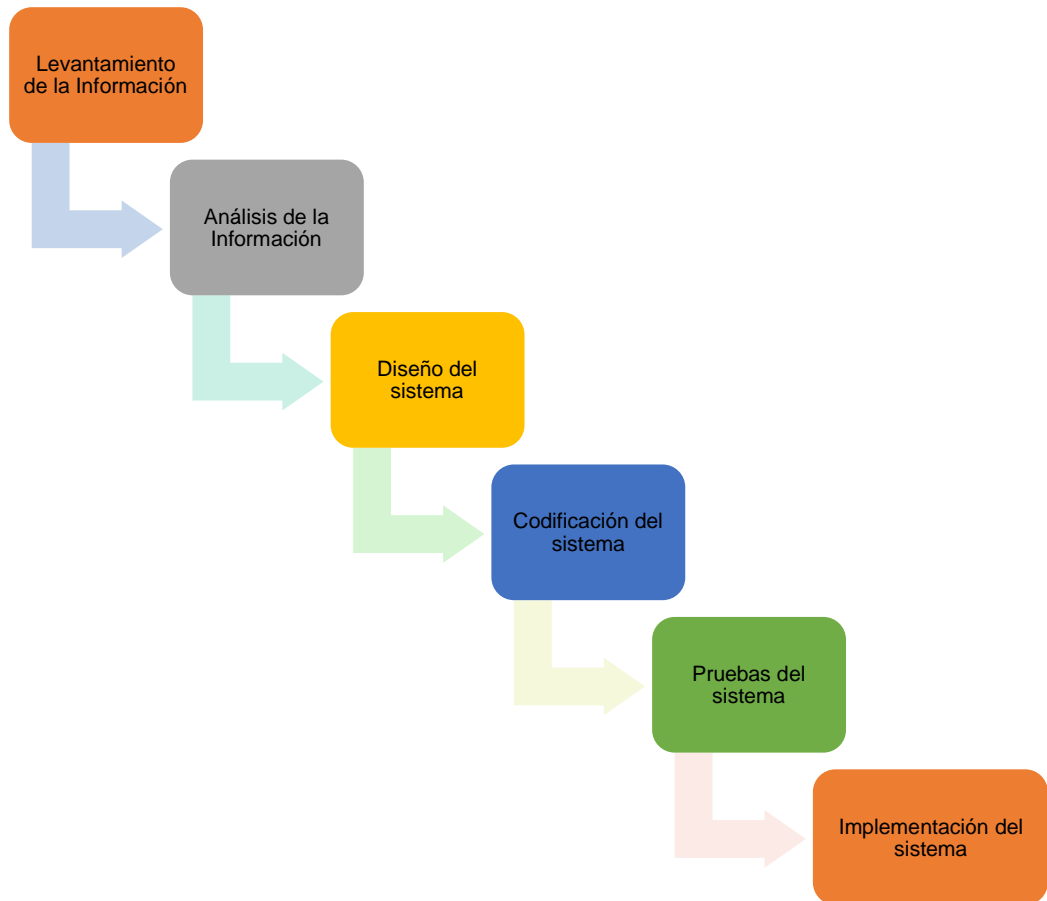 Levantamiento
de la Información
Análisis de la
Información
Diseño del
sistema
Codificación del
sistema
Pruebas del
sistema
Implementación del
sistema